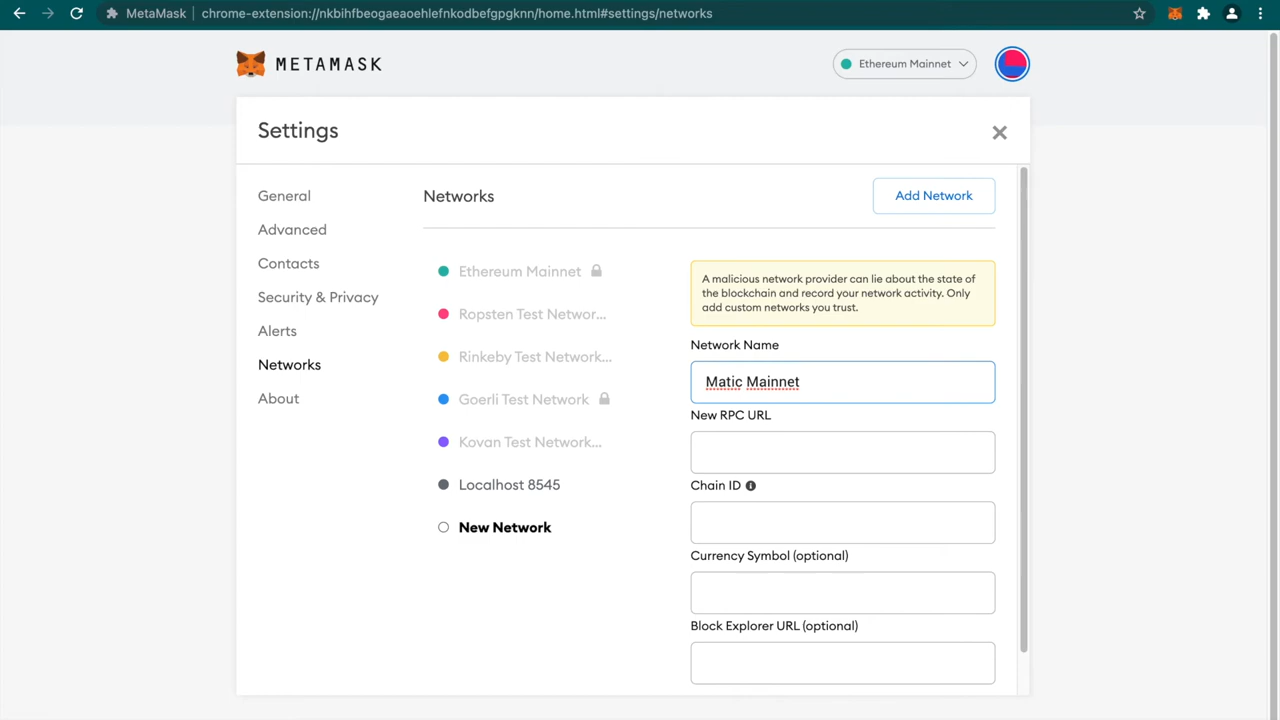 MetaMask
chrome-extension://nkbihfbeogaeaoehlefnkodbefgpgknn/home.html#settings/networks
METAMASK
Ethereum Mainnet
Settings
General
Advanced
Contacts
Security & Privacy
Alerts
Networks
About
Networks
Add Network
Ethereum Mainnet
Ropsten Test Networ...
Rinkeby Test Network...
Goerli Test Network
Kovan Test Network...
Localhost 8545
New Network
A malicious network provider can lie about the state of
the blockchain and record your network activity. Only
add custom networks you trust.
Network Name
Matic Mainnet
New RPC URL
Chain ID
Currency Symbol (optional)
Block Explorer URL (optional)